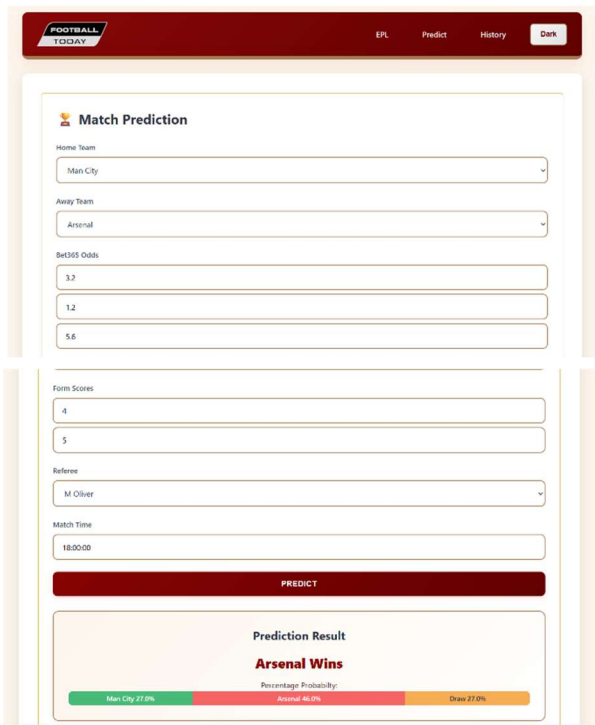 FOOTBALL
TODAY
EPL Predict History Dark
Match Prediction
Home Team
Man City
Away Team
Arsenal
Bet365 Odds
3.2
1.2
5.6
Form Scores
4
5
Referee
M Oliver
Match Time
18:00:00
PREDICT
Prediction Result
Arsenal Wins
Percentage Probabilty:
Man City 27.0% Arsenal 46.0% Draw 27.0%